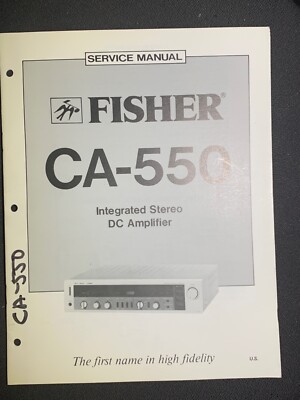 SERVICE MANUAL
FISHER®
CA-550
Integrated Stereo
DC Amplifier
CA-550
The first name in high fidelity
U.S.